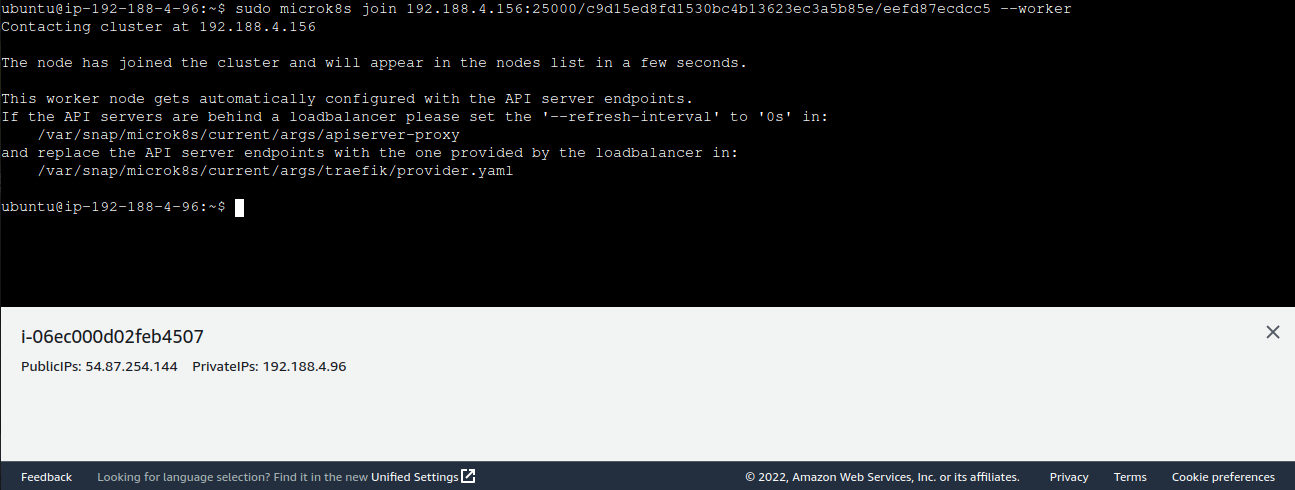 ubuntu@ip-192-188-4-96:~$ sudo microk8s join 192.188.4.156:25000/c9d15ed8fd1530bc4b13623ec3a5b85e/eefd87ecdcc5 --worker
Contacting cluster at 192.188.4.156
The node has joined the cluster and will appear in the nodes list in a few seconds.
This worker node gets automatically configured with the API server endpoints.
If the API servers are behind a loadbalancer please set the '--refresh-interval' to '0s' in:
/var/snap/microk8s/current/args/apiserver-proxy
and replace the API server endpoints with the one provided by the loadbalancer in:
/var/snap/microk8s/current/args/traefik/provider.yaml
ubuntu@ip-192-188-4-96:~$
i-06ec000d02feb4507
PublicIPs: 54.87.254.144 PrivateIPs: 192.188.4.96
Feedback Looking for language selection? Find it in the new Unified Settings © 2022, Amazon Web Services, Inc. or its affiliates. Privacy Terms Cookie preferences